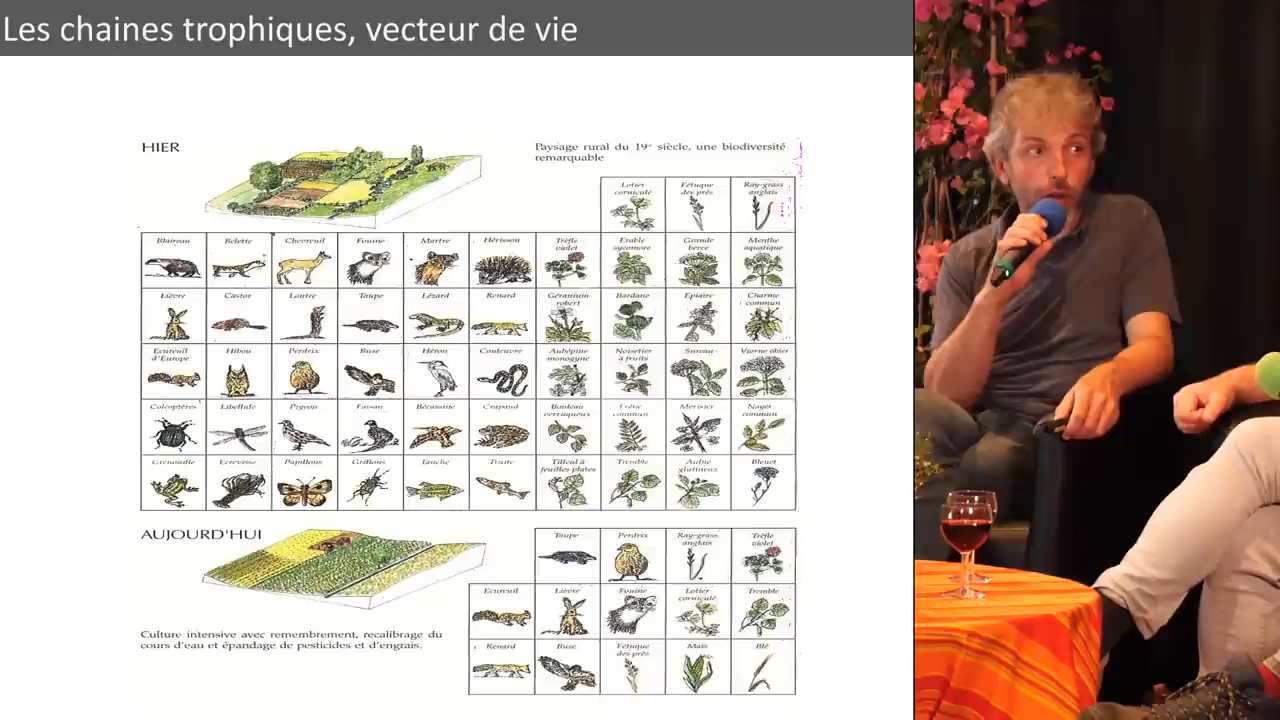 Les chaines trophiques, vecteur de vie
HIER
Paysage rural du 19e siècle, une biodiversité
remarquable
Lotier
corniculé
Fétuque
des prés
Ray-grass
anglais
Blaireau
Belette
Chevreuil
Fouine
Martre
Hérisson
Trèfle
violet
Erable
sycomore
Grande
berce
Menthe
aquatique
Lièvre
Castor
Loutre
Taupe
Lézard
Renard
Géranium
robert
Bardane
Epiaire
Charme
commun
Ecureuil
d'Europe
Hibou
Perdrix
Buse
Héron
Couleuvre
Aubépine
monogyne
Noisetier
à fruits
Sureau
Viorne obier
Coléoptères
Libellule
Pigeon
Faisan
Bécassine
Crapaud
Bouleau
verruqueux
Frêne
commun
Merisier
Noyer
commun
Grenouille
Ecrevisse
Papillons
Grillons
Tanche
Truite
Tilleul à
feuilles plates
Tremble
Aulne
glutineux
Bleuet
AUJOURD'HUI
Taupe
Perdrix
Ray-grass
anglais
Trèfle
violet
Ecureuil
Lièvre
Fouine
Lotier
corniculé
Tremble
Culture intensive avec remembrement, recalibrage du
cours d'eau et épandage de pesticides et d'engrais.
Renard
Buse
Fétuque
des prés
Maïs
Blé